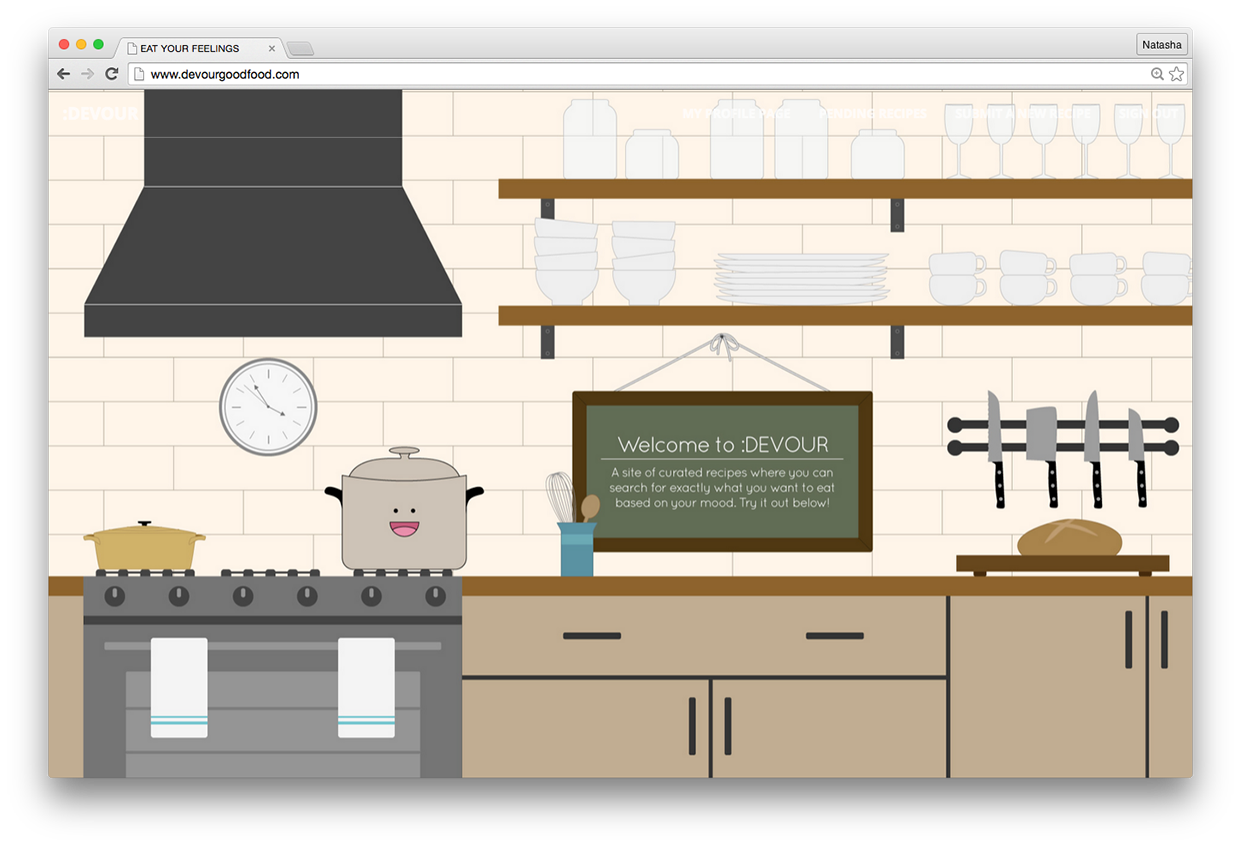 EAT YOUR FEELINGS
Natasha
www.devourgoodfood.com
:DEVOUR
MY PROFILE PAGE
PENDING RECIPES
SUBMIT A NEW RECIPE
SIGN OUT
Welcome to :DEVOUR
A site of curated recipes where you can
search for exactly what you want to eat
based on your mood. Try it out below!